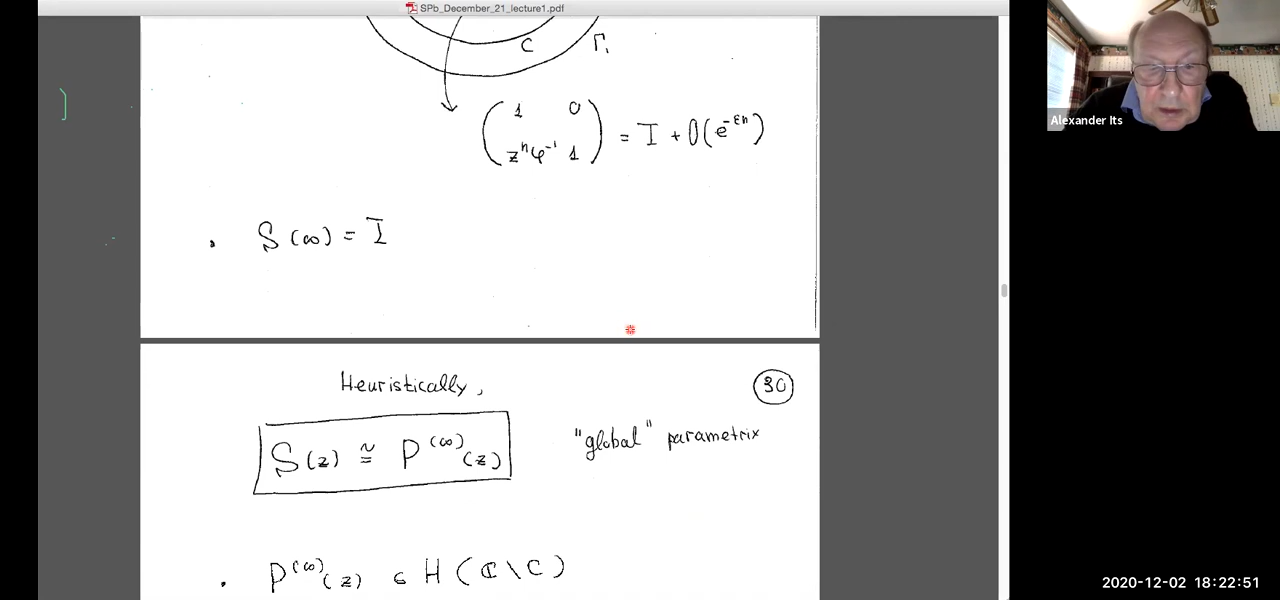 SPb_December_21_lecture1.pdf
C Γ₁
( 1 0
z^n φ^{-1} 1 ) = I + O(e^{-εn})
• S(∞) = I
Heuristically, 30
S(z) ≅ P^{(∞)}(z) "global" parametrix
• P^{(∞)}(z) ∈ H(ℂ\C)
Alexander Its
2020-12-02 18:22:51